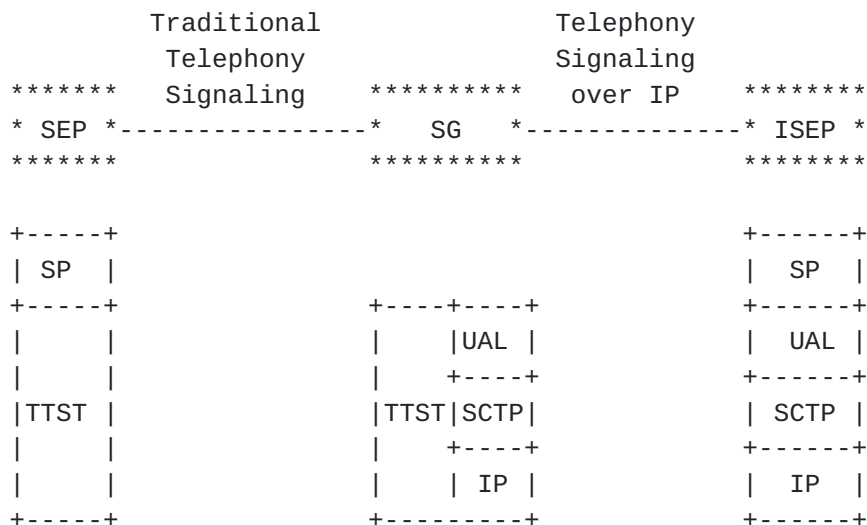 Traditional Telephony
Telephony Signaling
******* Signaling ********** over IP ********
* SEP *----------------* SG *--------------* ISEP *
******* ********** ********
+-----+ +------+
| SP | | SP |
+-----+ +----+----+ +------+
| | | |UAL | | UAL |
| | | +----+ +------+
|TTST | |TTST|SCTP| | SCTP |
| | | +----+ +------+
| | | | IP | | IP |
+-----+ +---------+ +------+